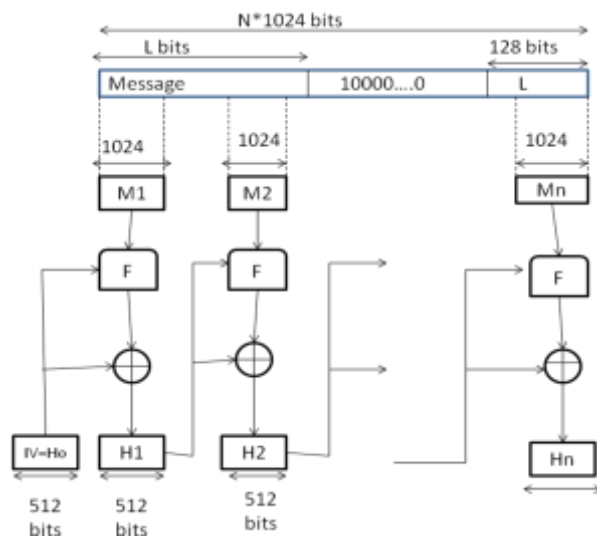 N*1024 bits
L bits
128 bits
Message 10000....0 L
1024 1024 1024
M1 M2 Mn
F F F
IV=Ho H1 H2 Hn
512
bits
512
bits
512
bits